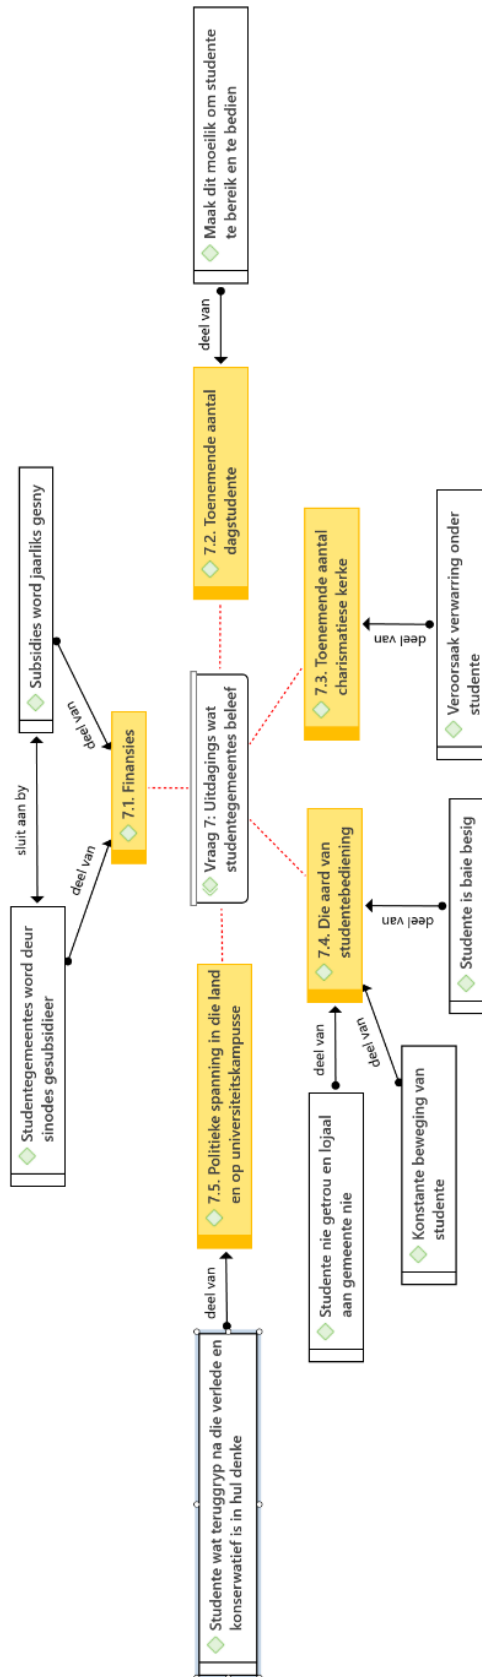 Studentegemeentes word deur
sinodes gesubsidieer
sluit aan by
Subsidies word jaarliks gesny
deel van
deel van
7.1. Finansies
Studente wat teruggryp na die verlede en
konserwatief is in hul denke
deel van
7.5. Politieke spanning in die land
en op universiteitskampusse
Vraag 7: Uitdagings wat
studentegemeentes beleef
7.2. Toenemende aantal
dagstudente
deel van
Maak dit moeilik om studente
te bereik en te bedien
Studente nie getrou en lojaal
aan gemeente nie
deel van
7.4. Die aard van
studentebediening
7.3. Toenemende aantal
charismatiese kerke
deel van
deel van
deel van
Konstante beweging van
studente
Studente is baie besig
Veroorsaak verwarring onder
studente